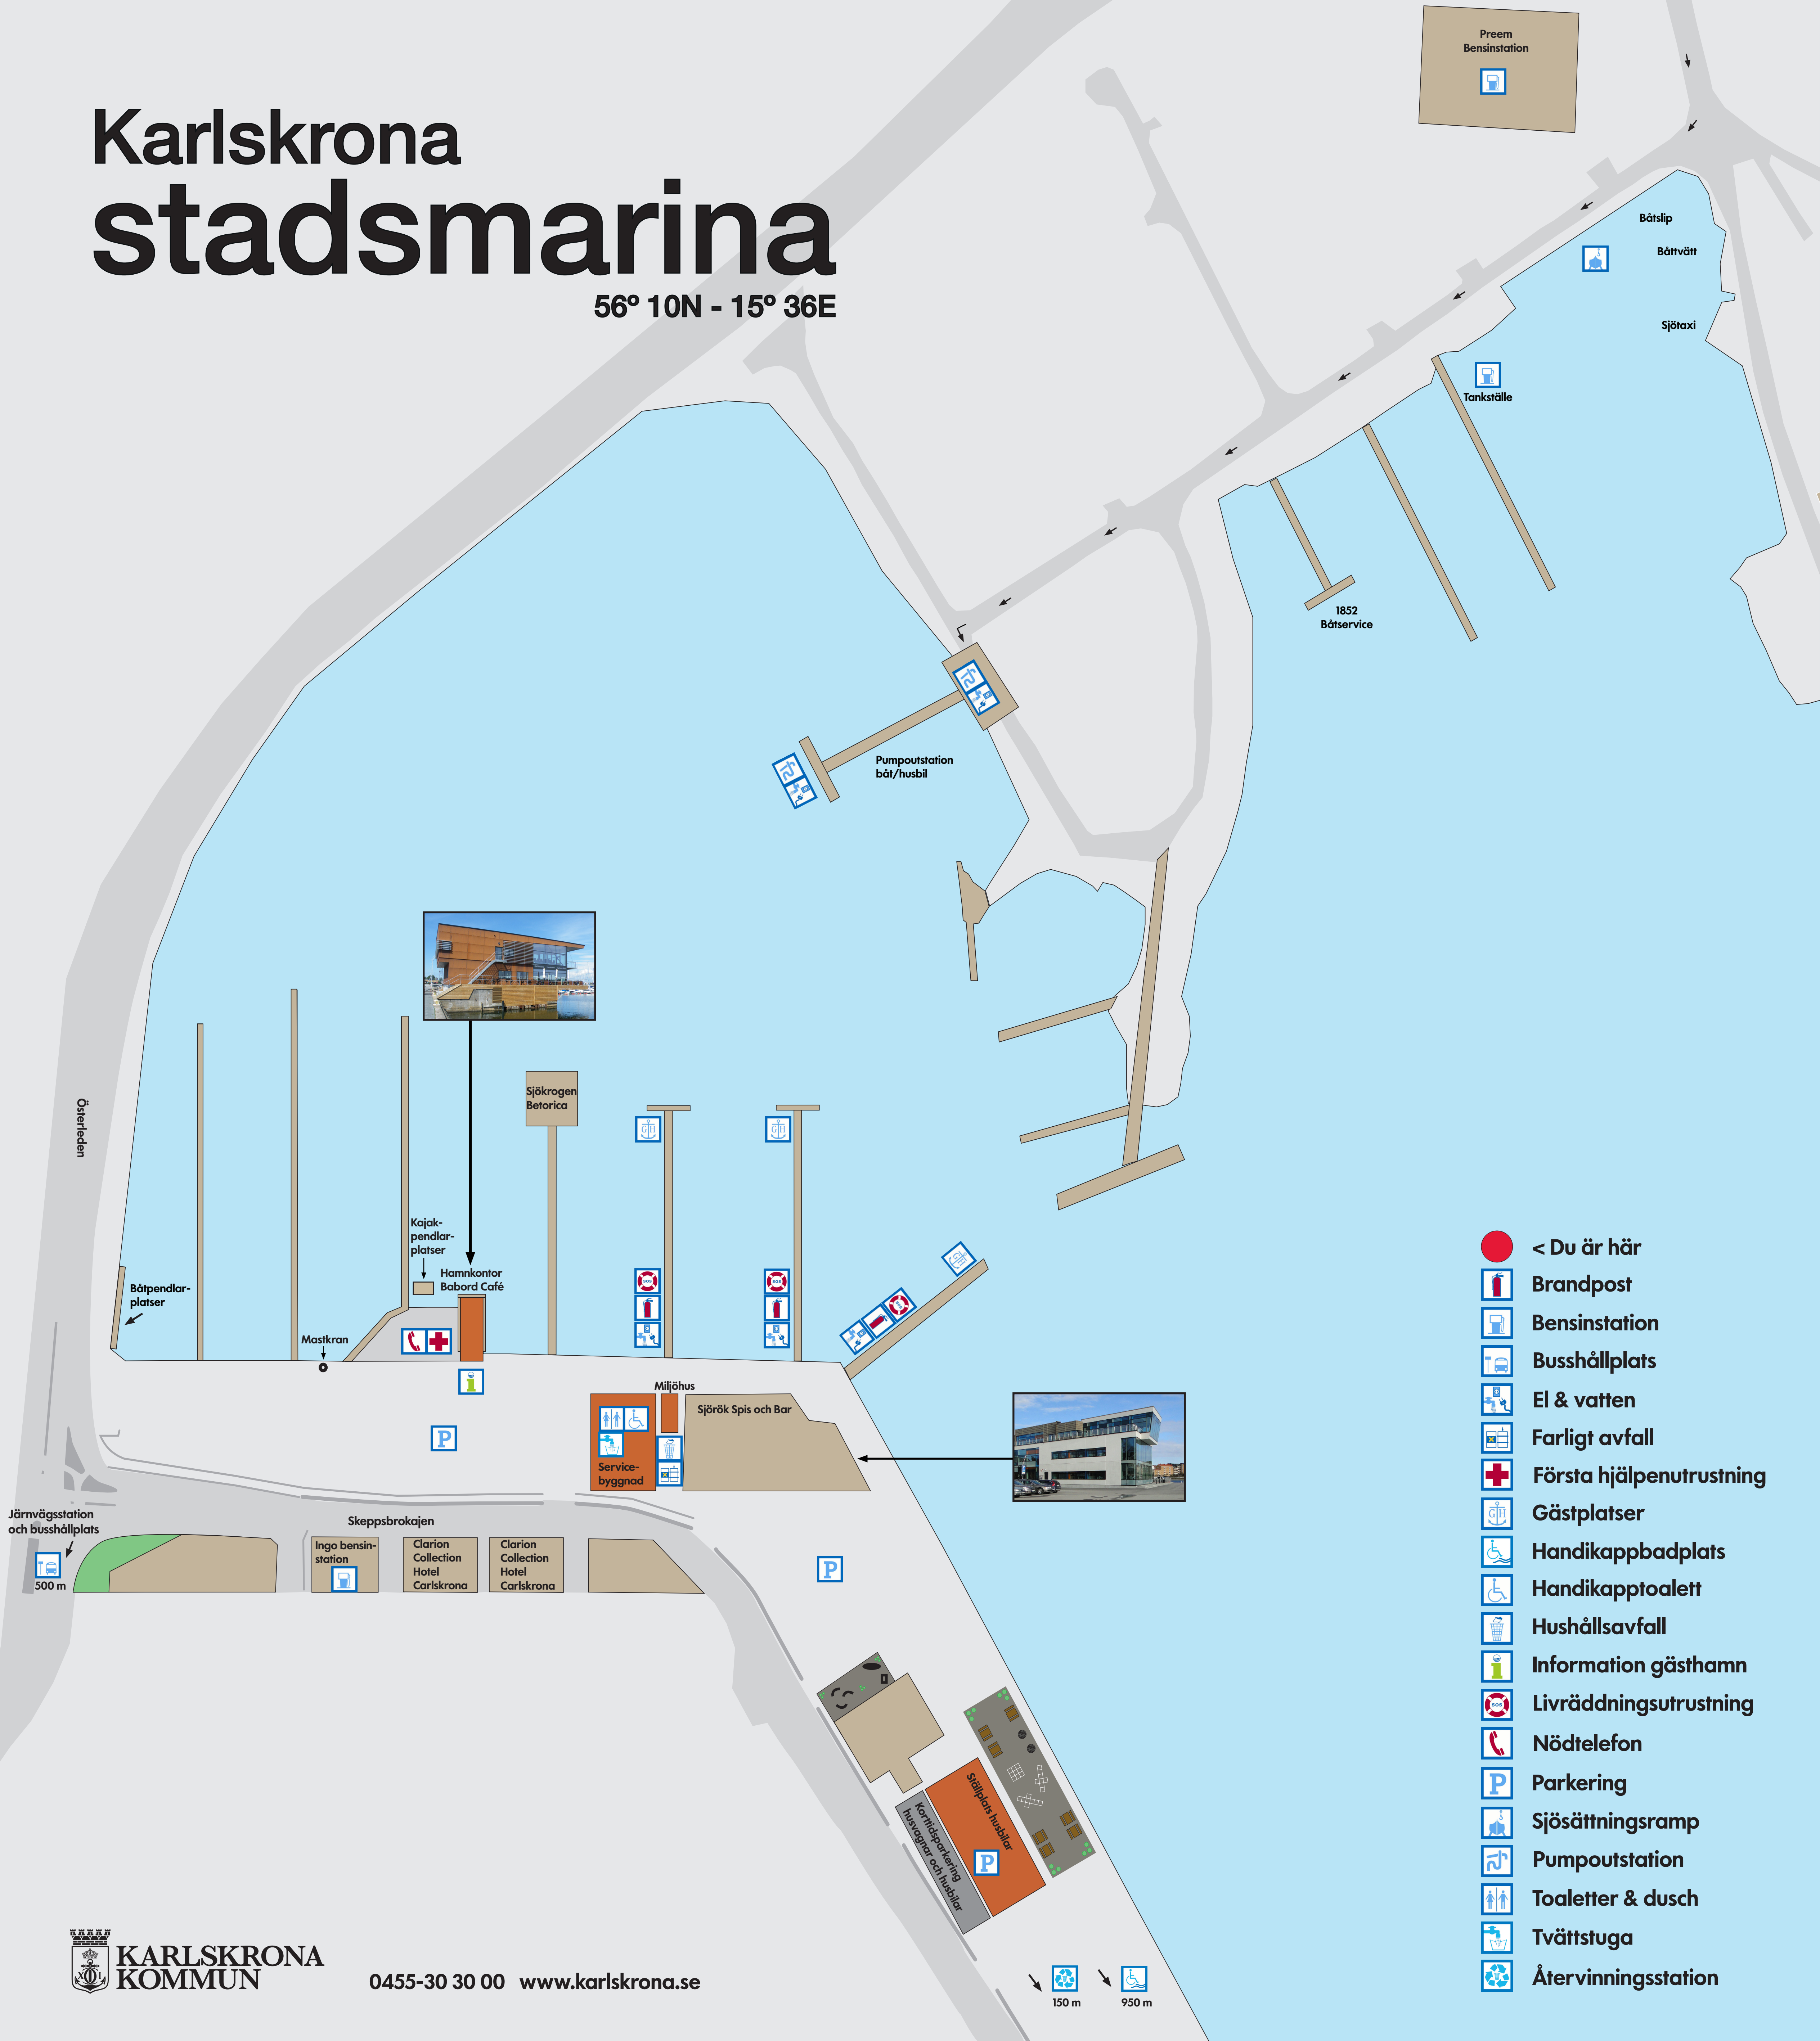 Karlskrona
stadsmarina
56º 10N - 15º 36E
Preem
Bensinstation
Båtslip
Båttvätt
Sjötaxi
Tankställe
1852
Båtservice
Pumpoutstation
båt/husbil
Österleden
Sjökrogen
Betorica
Kajak-
pendlar-
platser
Hamnkontor
Babord Café
Båtpendlar-
platser
Mastkran
Miljöhus
Sjörök Spis och Bar
Service-
byggnad
Järnvägsstation
och busshållplats
500 m
Skeppsbrokajen
Ingo bensin-
station
Clarion
Collection
Hotel
Carlskrona
Clarion
Collection
Hotel
Carlskrona
P
P
Ställplats husbilar
P
Korttidsparkering
husvagnar och husbilar
150 m
950 m
< Du är här
Brandpost
Bensinstation
Busshållplats
El & vatten
Farligt avfall
Första hjälpenutrustning
Gästplatser
Handikappbadplats
Handikapptoalett
Hushållsavfall
Information gästhamn
SOS
Livräddningsutrustning
Nödtelefon
P
Parkering
Sjösättningsramp
Pumpoutstation
Toaletter & dusch
Tvättstuga
Återvinningsstation
KARLSKRONA
KOMMUN
0455-30 30 00 www.karlskrona.se